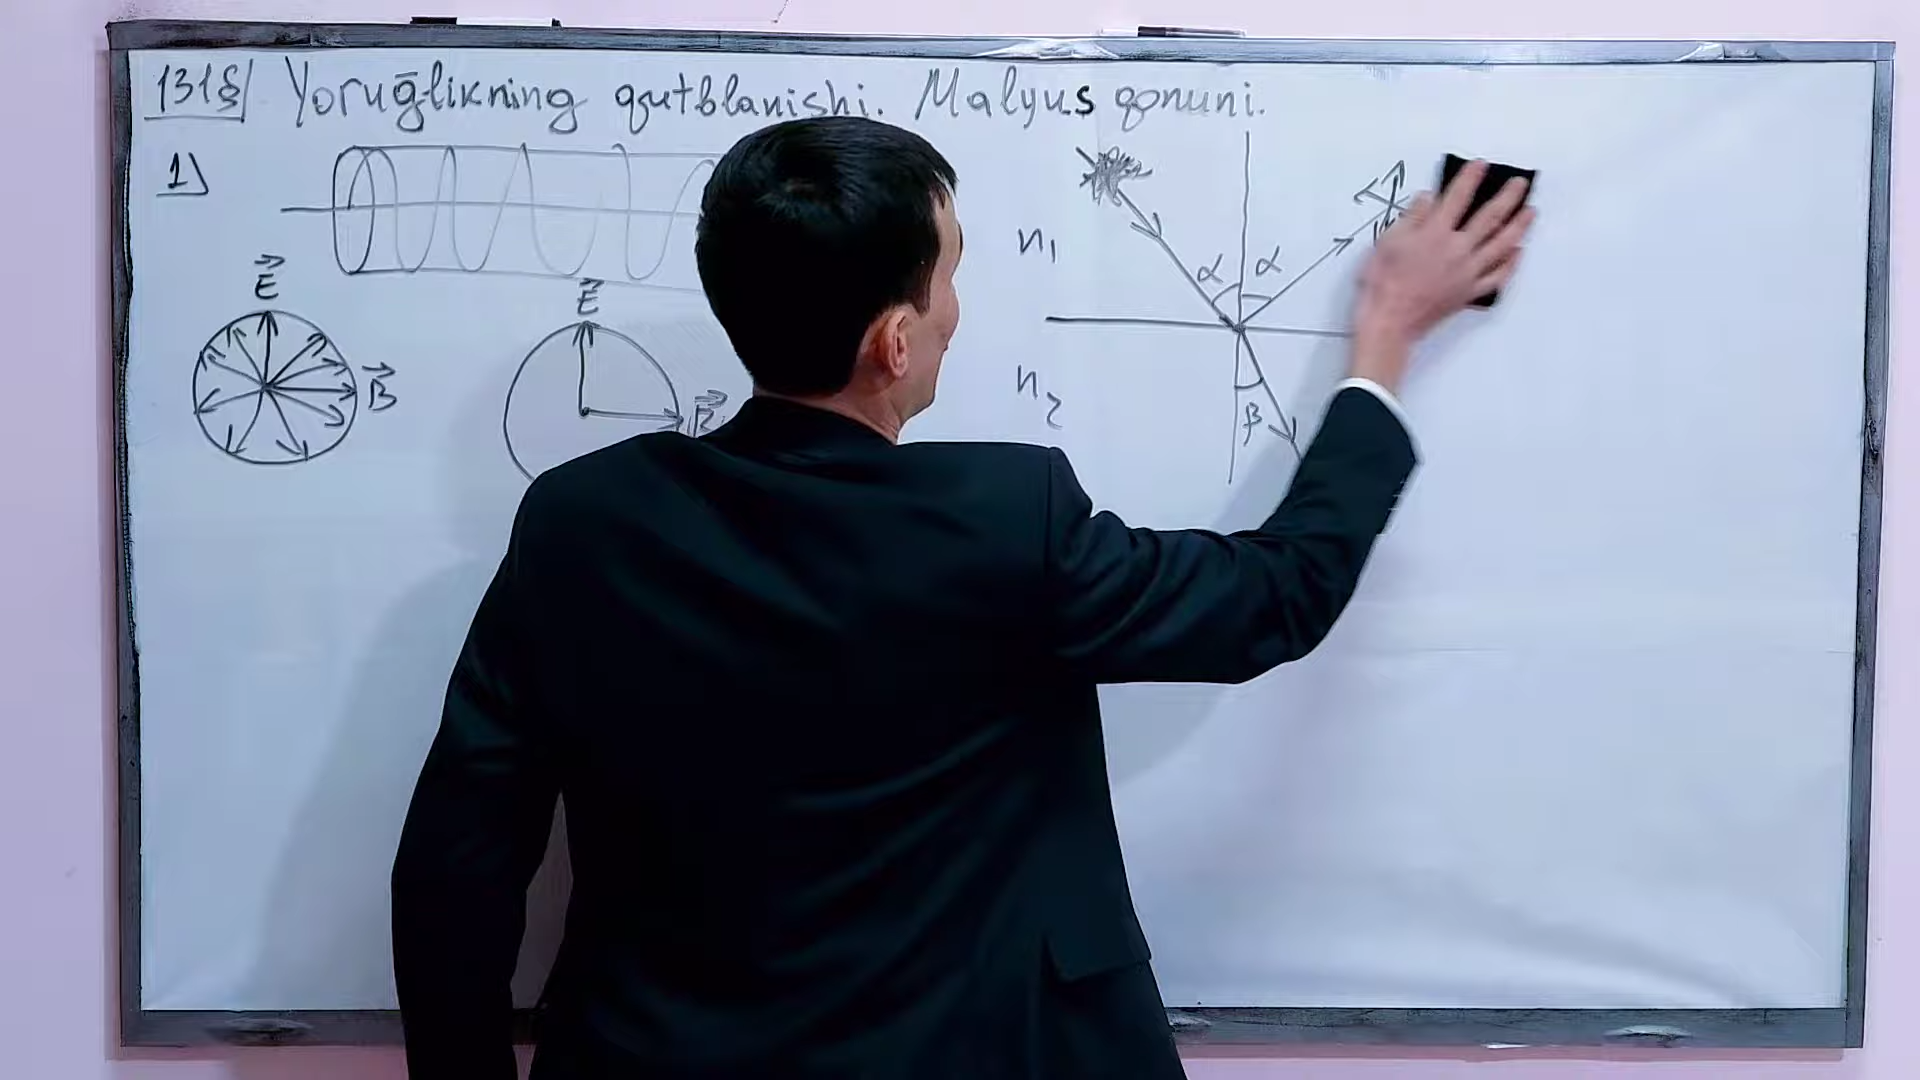 131§/ Yorug̅likning qutblanishi. Malyus qonuni.
1)
E⃗
B⃗
E⃗
n₁
α α
n₂
β